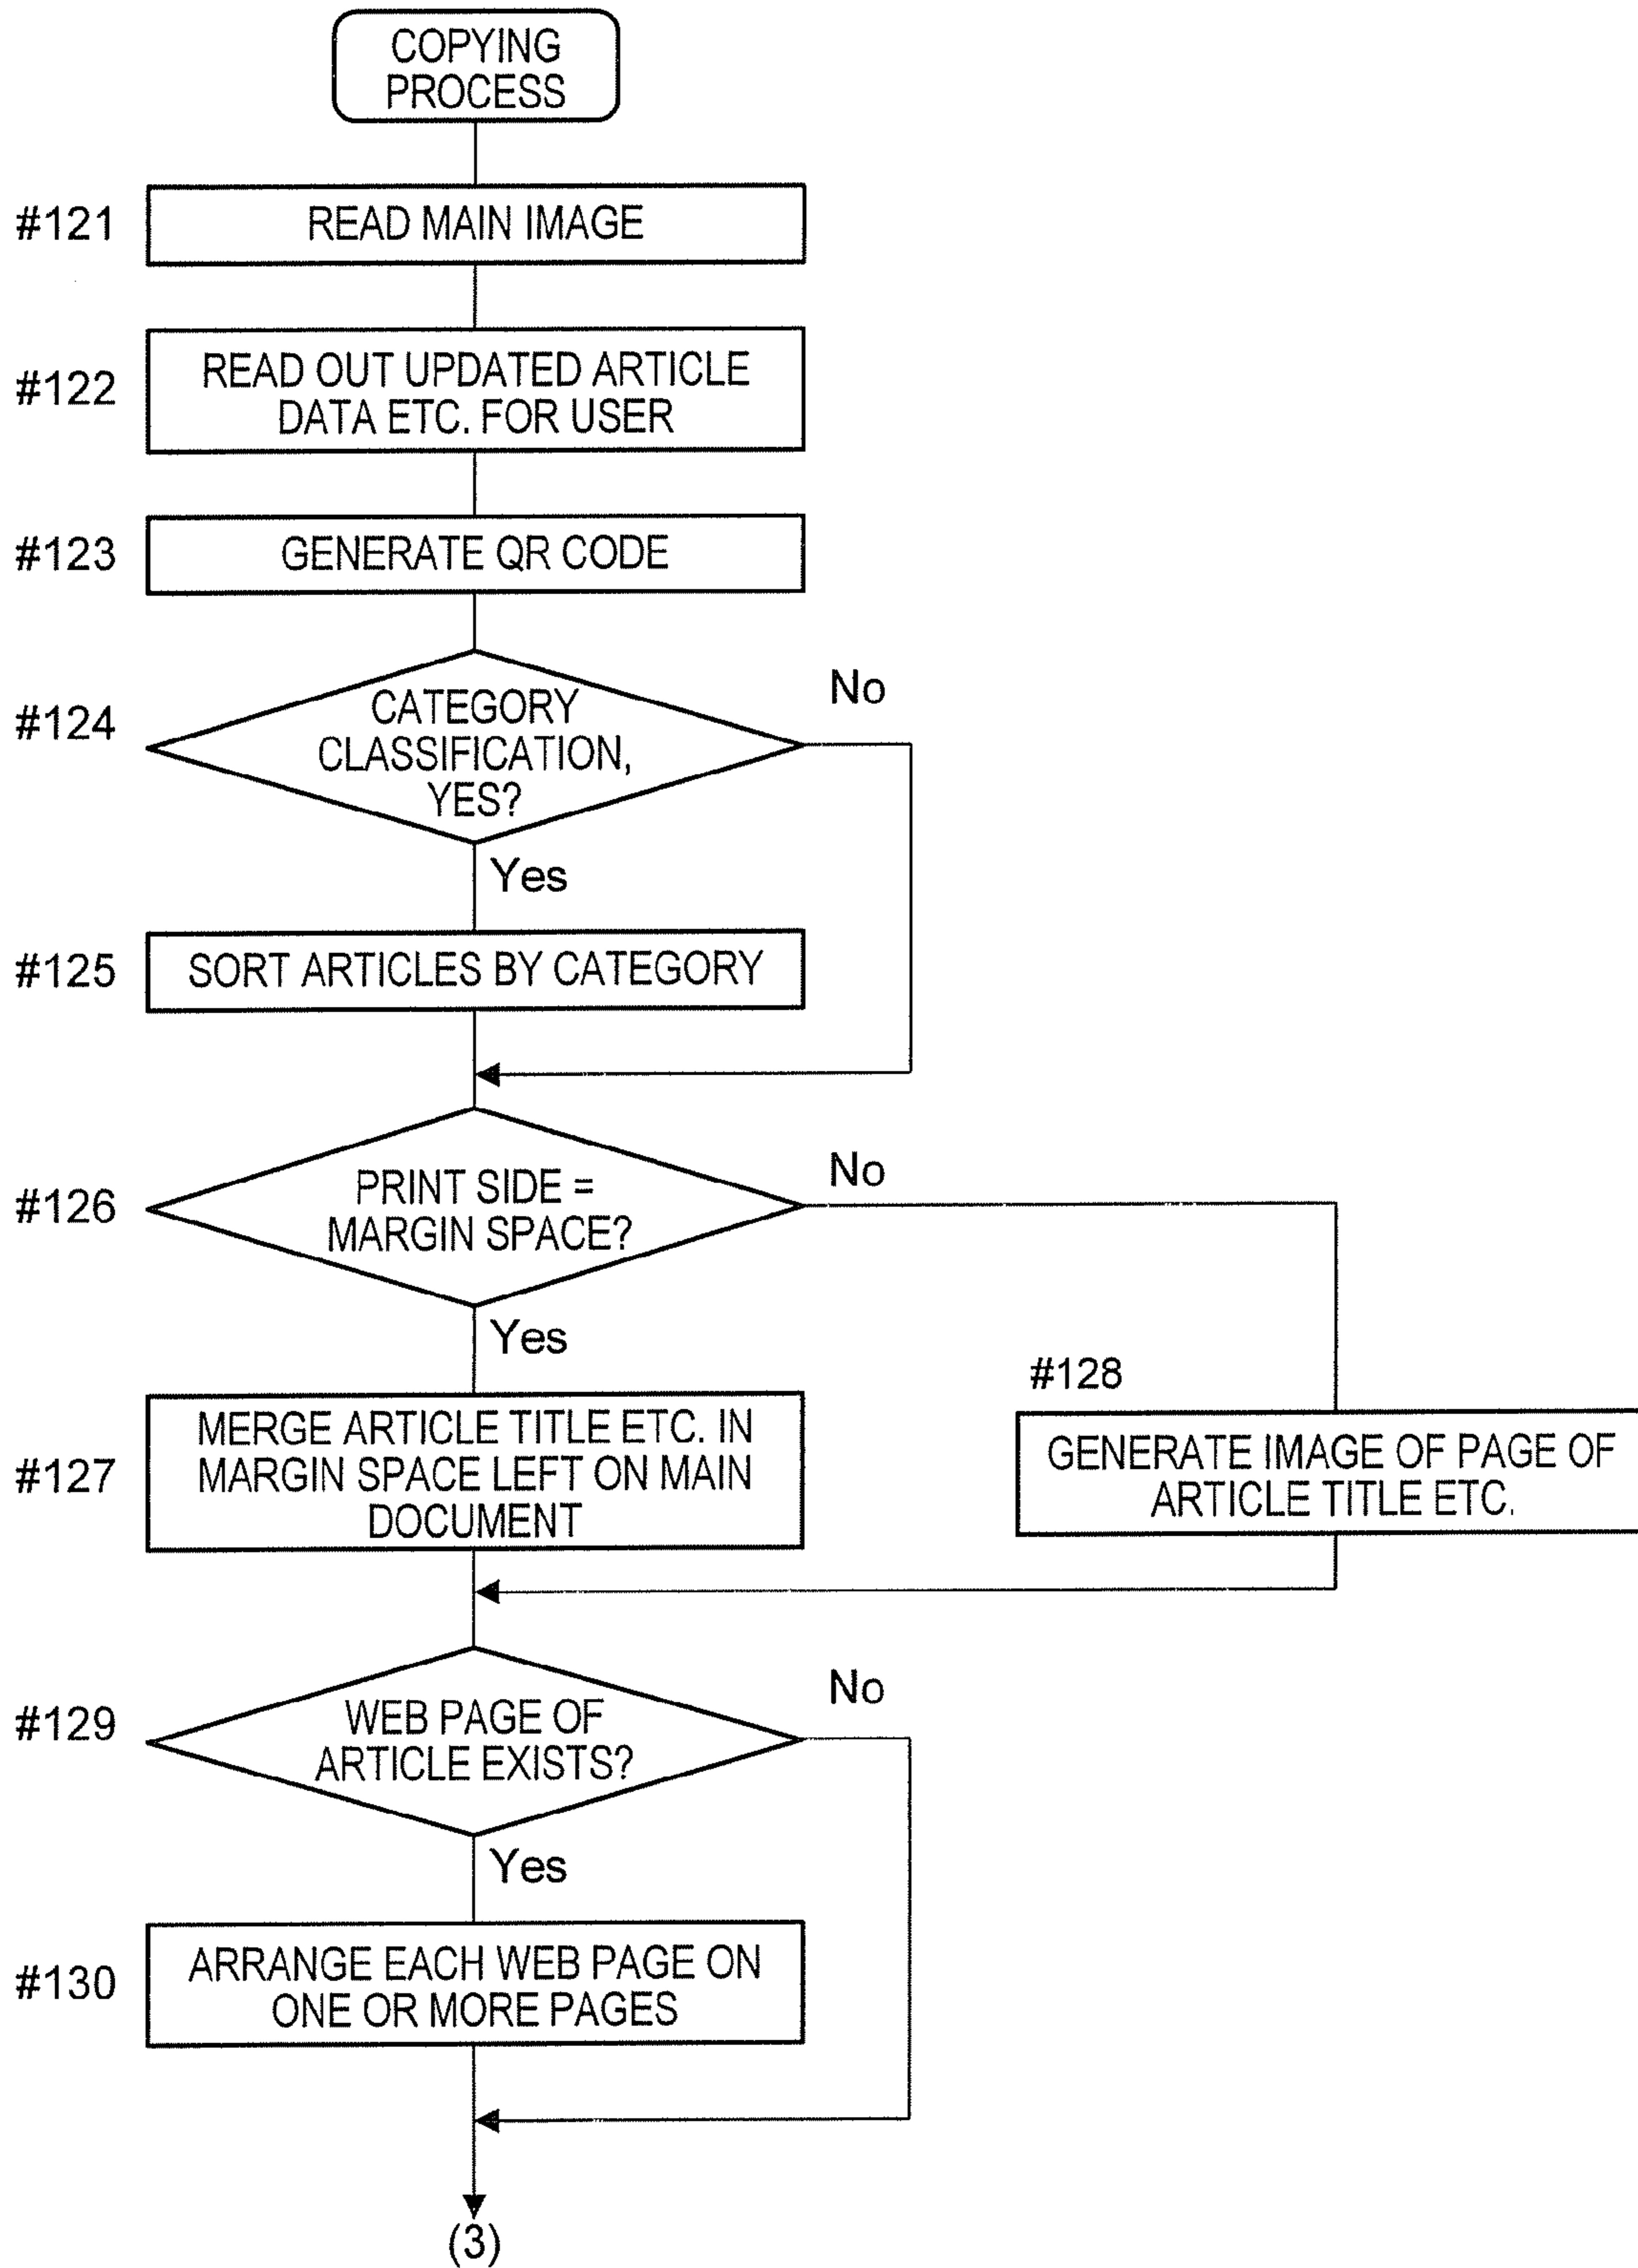 COPYING
PROCESS
#121
READ MAIN IMAGE
#122
READ OUT UPDATED ARTICLE
DATA ETC. FOR USER
#123
GENERATE QR CODE
#124
CATEGORY
CLASSIFICATION,
YES?
No
Yes
#125
SORT ARTICLES BY CATEGORY
#126
PRINT SIDE =
MARGIN SPACE?
No
Yes
#127
MERGE ARTICLE TITLE ETC. IN
MARGIN SPACE LEFT ON MAIN
DOCUMENT
#128
GENERATE IMAGE OF PAGE OF
ARTICLE TITLE ETC.
#129
WEB PAGE OF
ARTICLE EXISTS?
No
Yes
#130
ARRANGE EACH WEB PAGE ON
ONE OR MORE PAGES
(3)